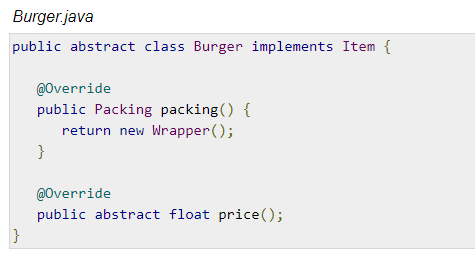 Burger.java
public abstract class Burger implements Item {
@Override
public Packing packing() {
return new Wrapper();
}
@Override
public abstract float price();
}